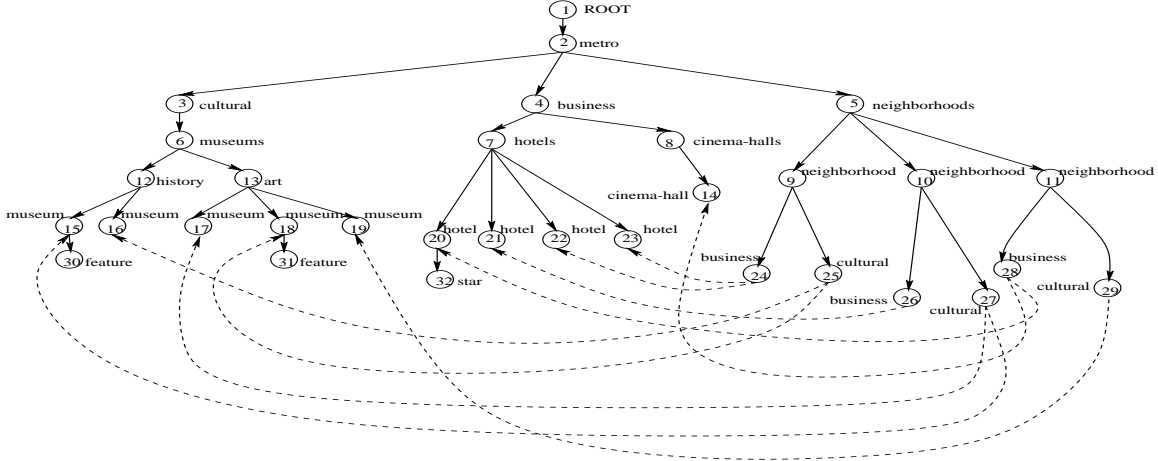 1 ROOT
2 metro
3 cultural
4 business
5 neighborhoods
6 museums
7 hotels
8 cinema-halls
12 history
13 art
cinema-hall 14
9 neighborhood
10 neighborhood
11 neighborhood
museum 15
museum 16
museum 17
museum 18
museum 19
hotel 20
hotel 21
hotel 22
hotel 23
30 feature
31 feature
32 star
business 24
cultural 25
business 26
cultural 27
business 28
cultural 29